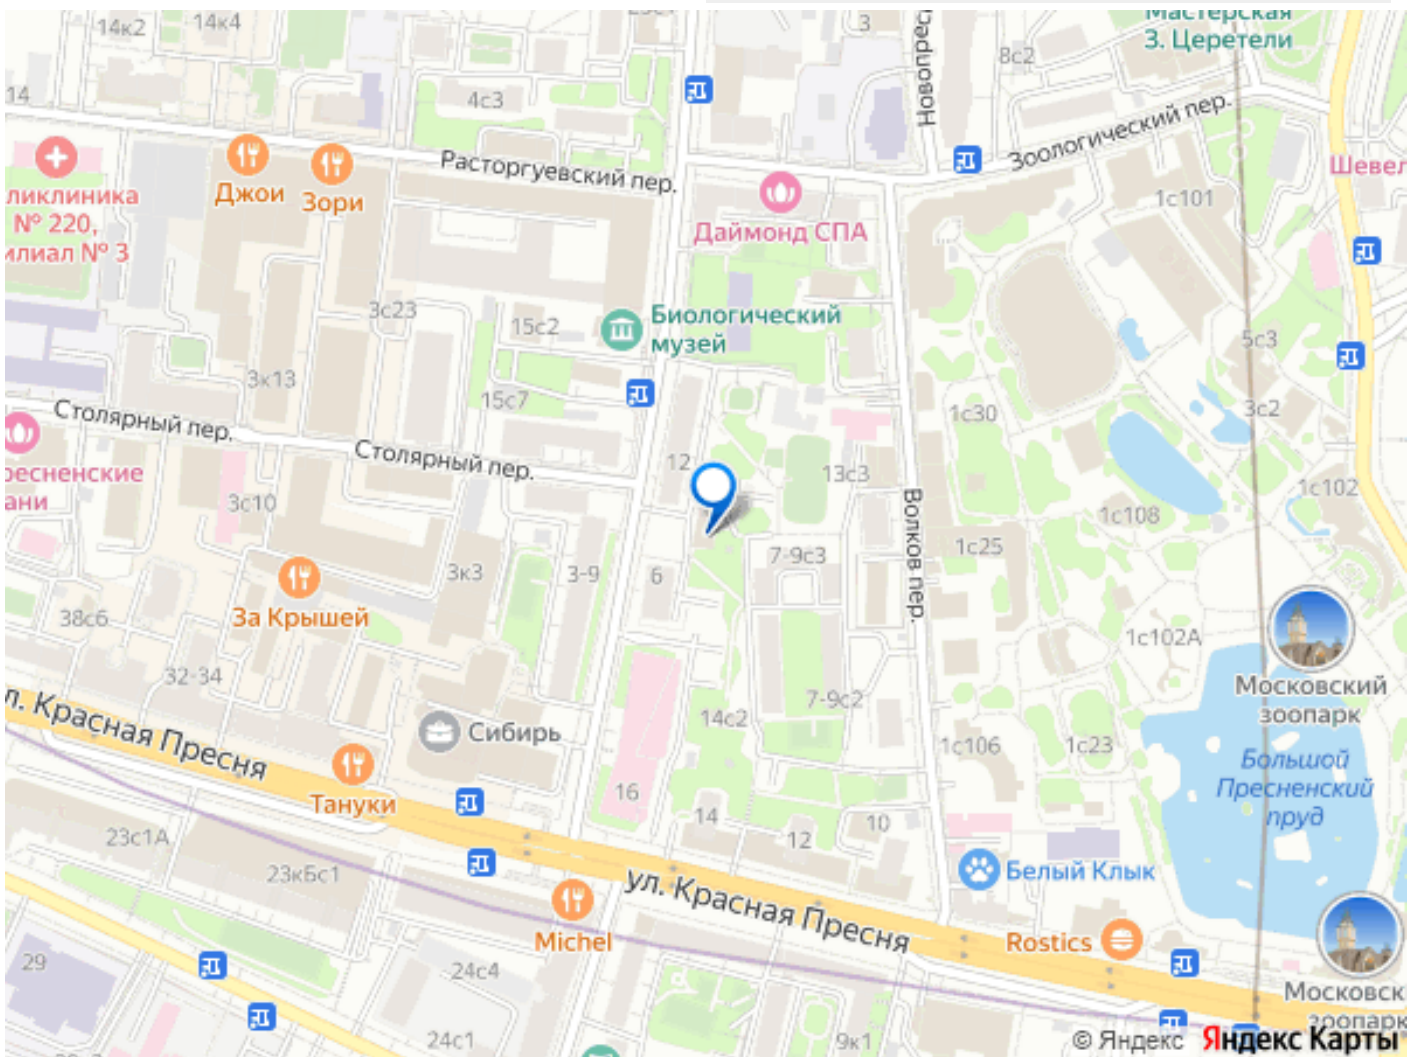 14к2
14к4
3
Мастерская
З. Церетели
8с2
Новопресн
14
4с3
Зоологический пер.
Расторгуевский пер.
Шевел
Джои
Зори
ликлиника
№ 220,
илиал № 3
1с101
Даймонд СПА
3с23
15с2
Биологический
музей
5с3
3к13
15с7
Столярный пер.
Столярный пер.
1с30
3с2
ресненские
ани
12
13с3
1с102
3с10
Волков пер.
1с108
1с25
7-9с3
3к3
3-9
6
За Крышей
38с6
1с102А
32-34
Московский
зоопарк
7-9с2
14с2
ул. Красная Пресня
Сибирь
1с106
1с23
Большой
Пресненский
пруд
Тануки
16
14
12
10
23с1А
23кБс1
Белый Клык
ул. Красная Пресня
Michel
Rostics
29
24с4
Московск
зоопарк
24с1
9к1
© Яндекс Яндекс Карты